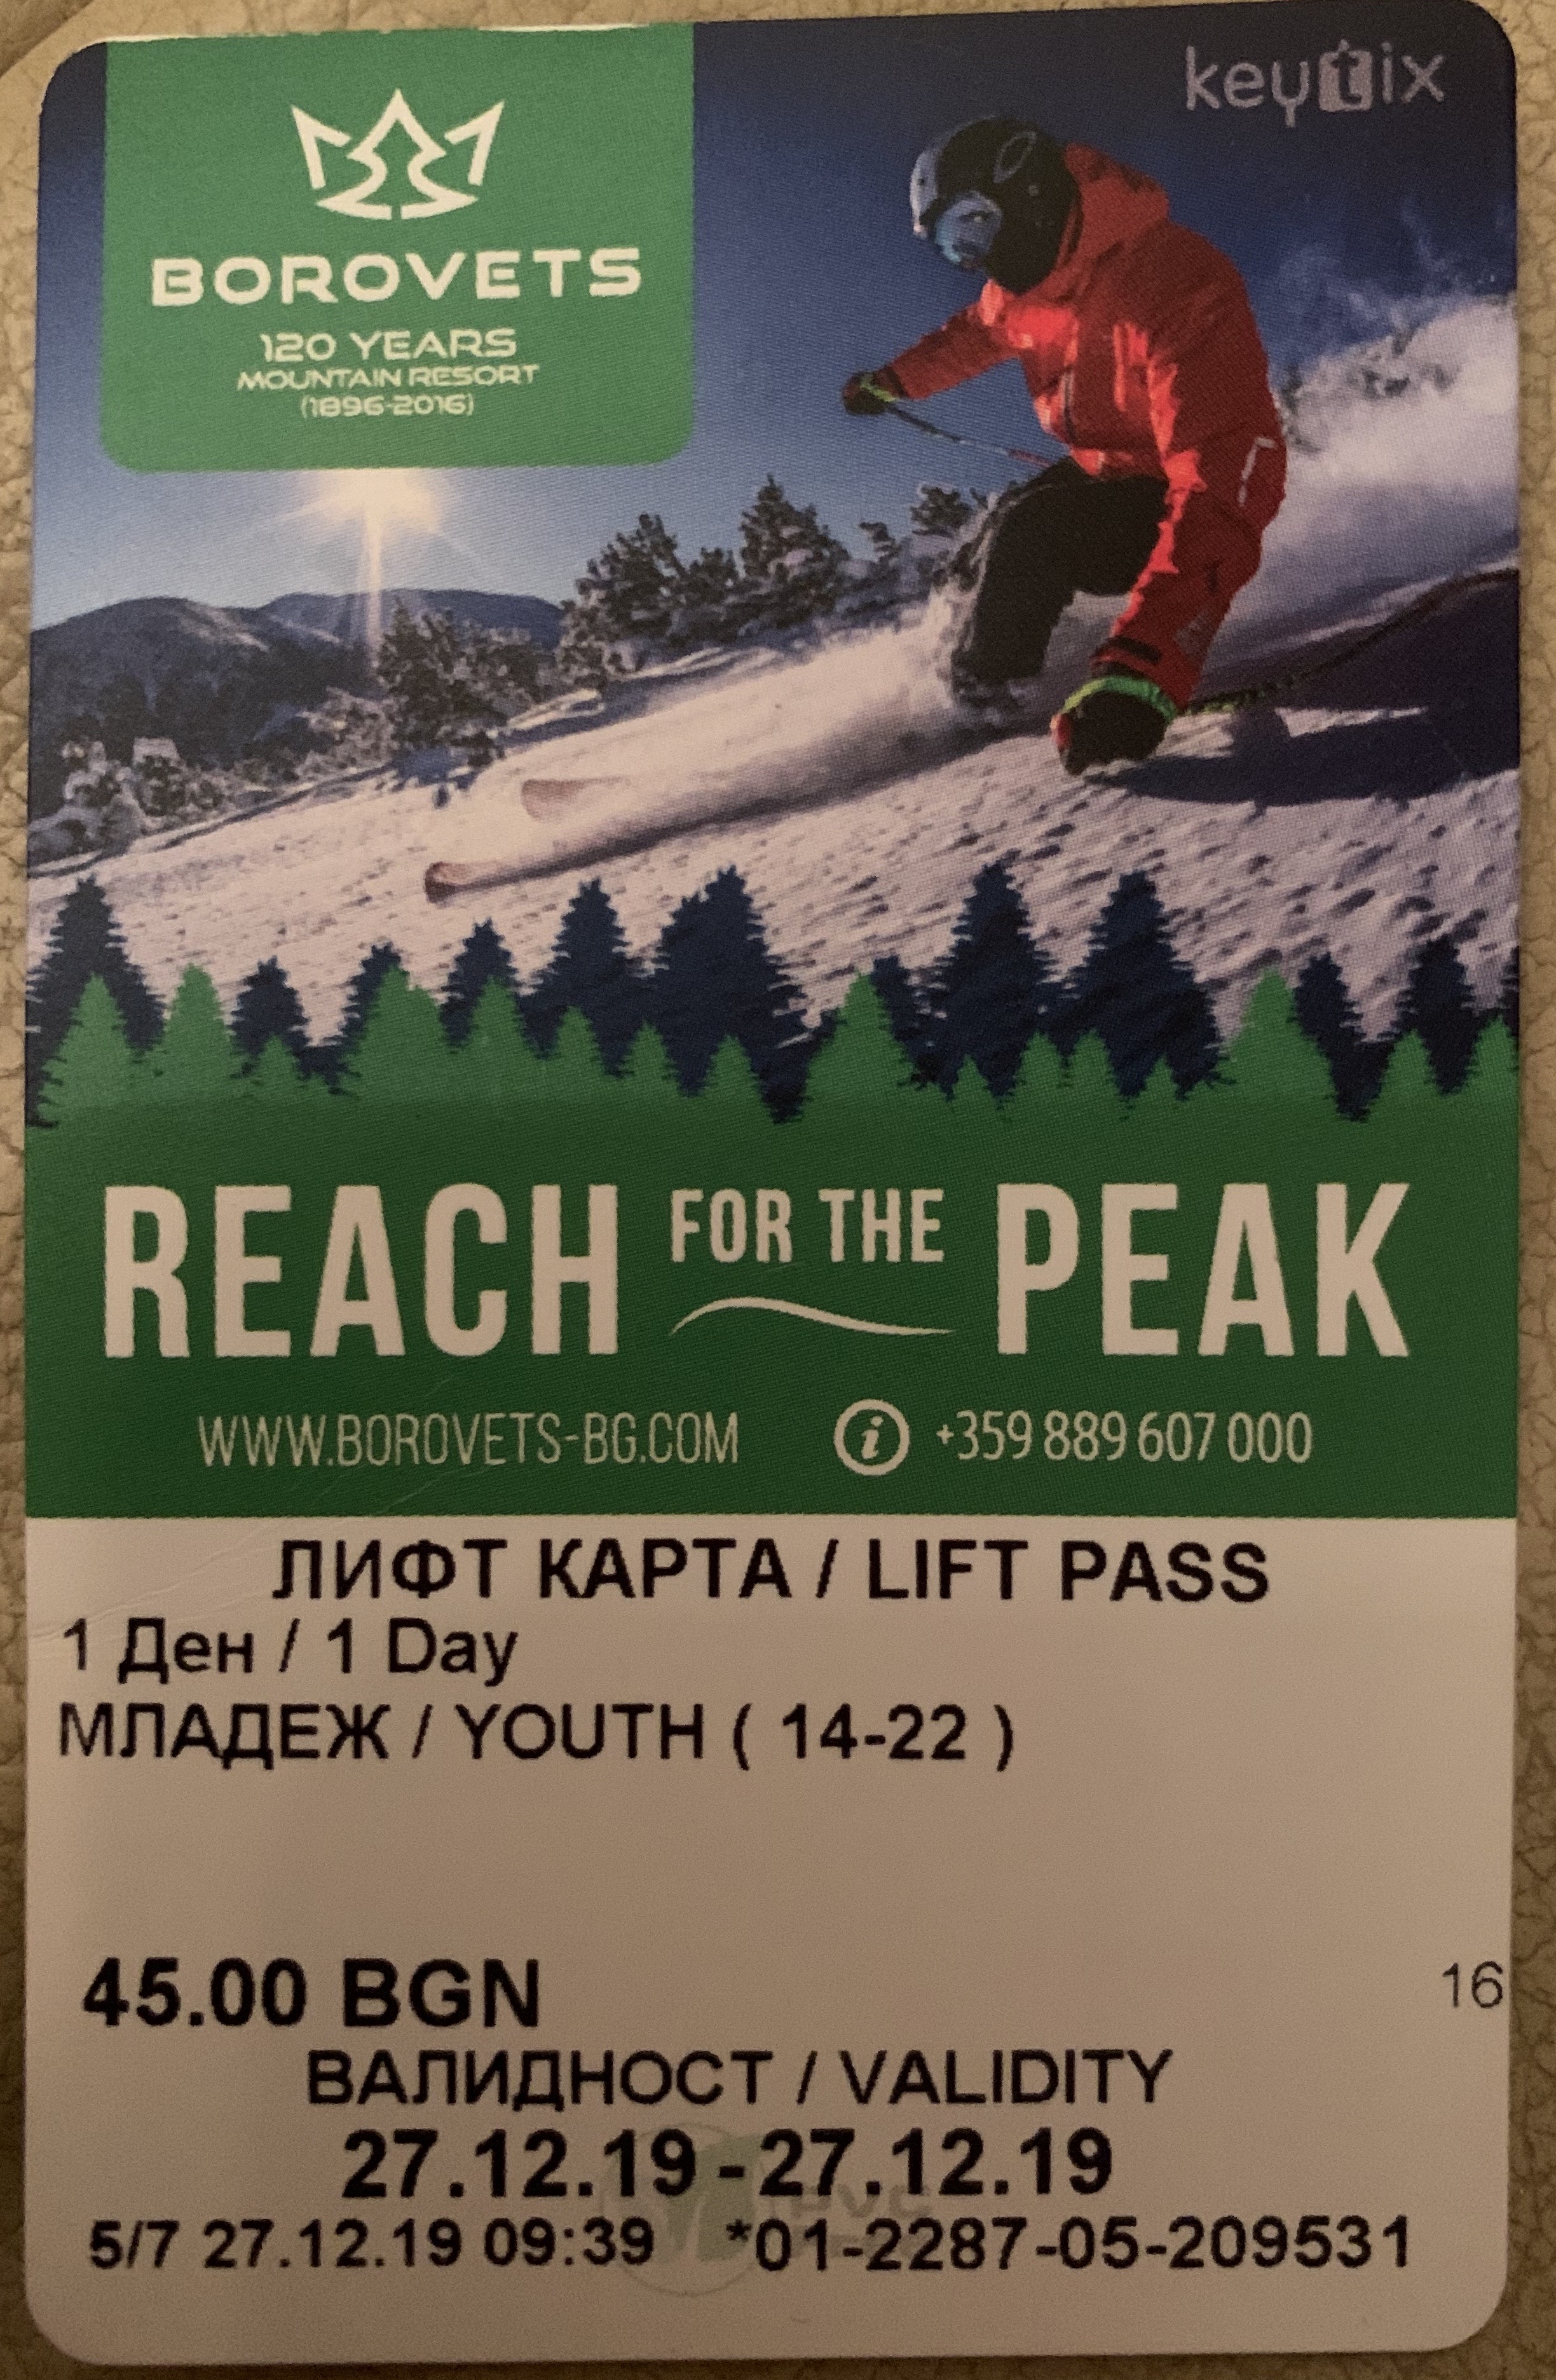 keytix
BOROVETS
120 YEARS
MOUNTAIN RESORT
(1896-2016)
REACH FOR THE PEAK
WWW.BOROVETS-BG.COM i +359 889 607 000
ЛИФТ КАРТА / LIFT PASS
1 Ден / 1 Day
МЛАДЕЖ / YOUTH ( 14-22 )
45.00 BGN 16
ВАЛИДНОСТ / VALIDITY
27.12.19 - 27.12.19
5/7 27.12.19 09:39 *01-2287-05-209531